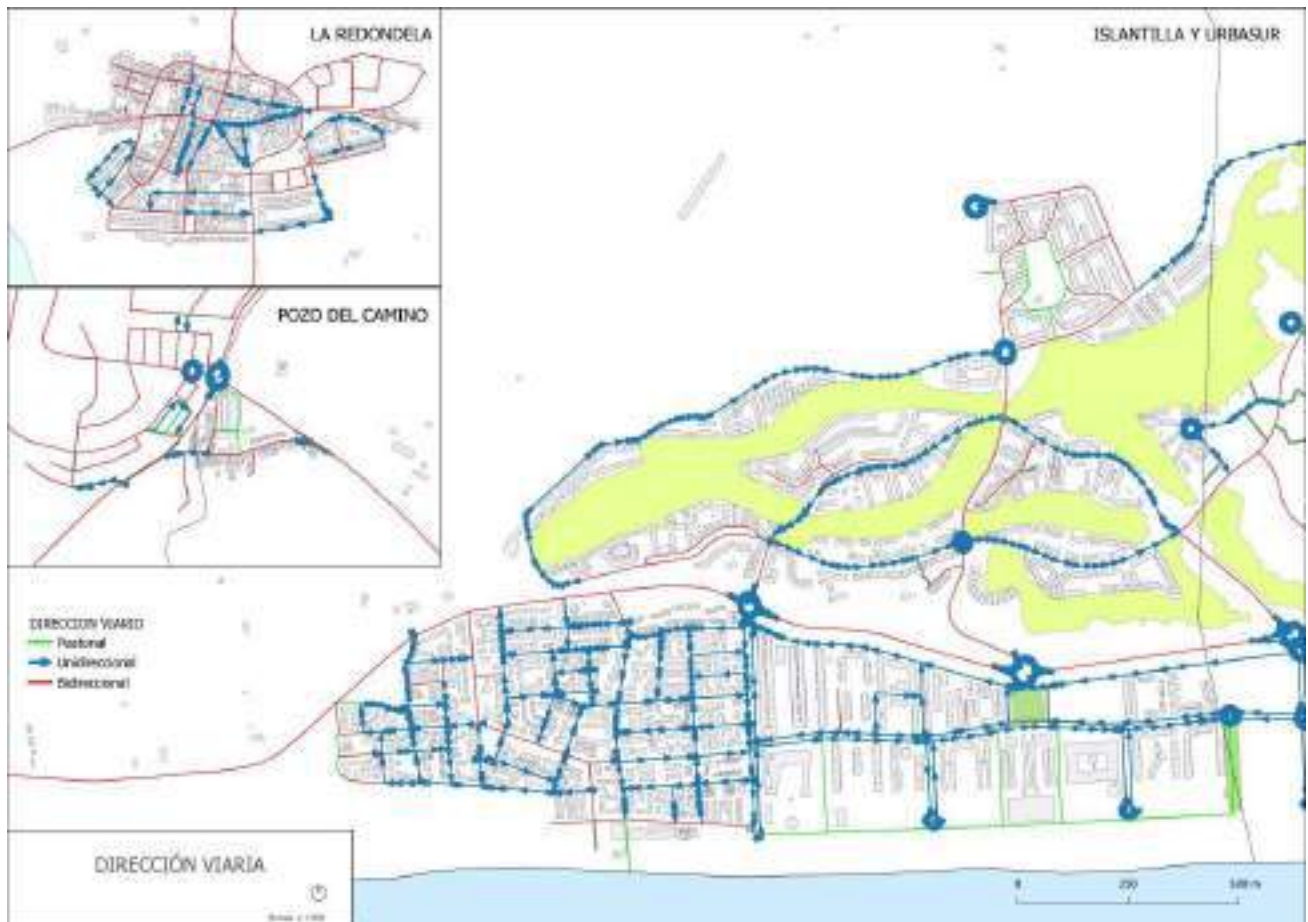 LA REDONDELA
ISLANTILLA Y URBASUR
POZO DEL CAMINO
DIRECCION VIARIO
Peatonal
Unidireccional
Bidireccional
DIRECCIÓN VIARIA
0 250 500 m